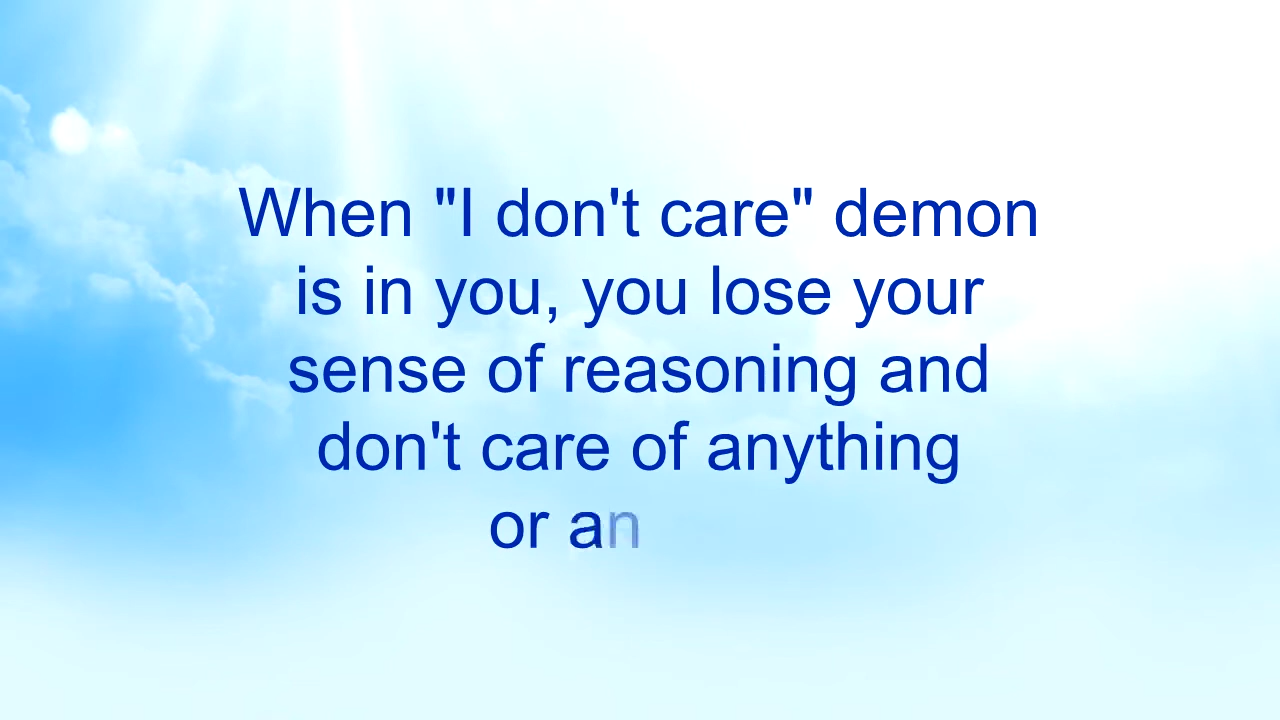 When "I don't care" demon
is in you, you lose your
sense of reasoning and
don't care of anything
or an